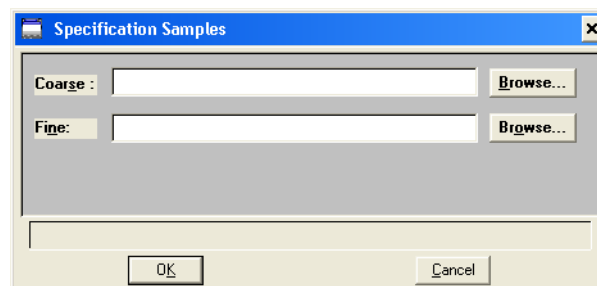 Specification Samples
Coarse : Browse...
Fine: Browse...
OK Cancel